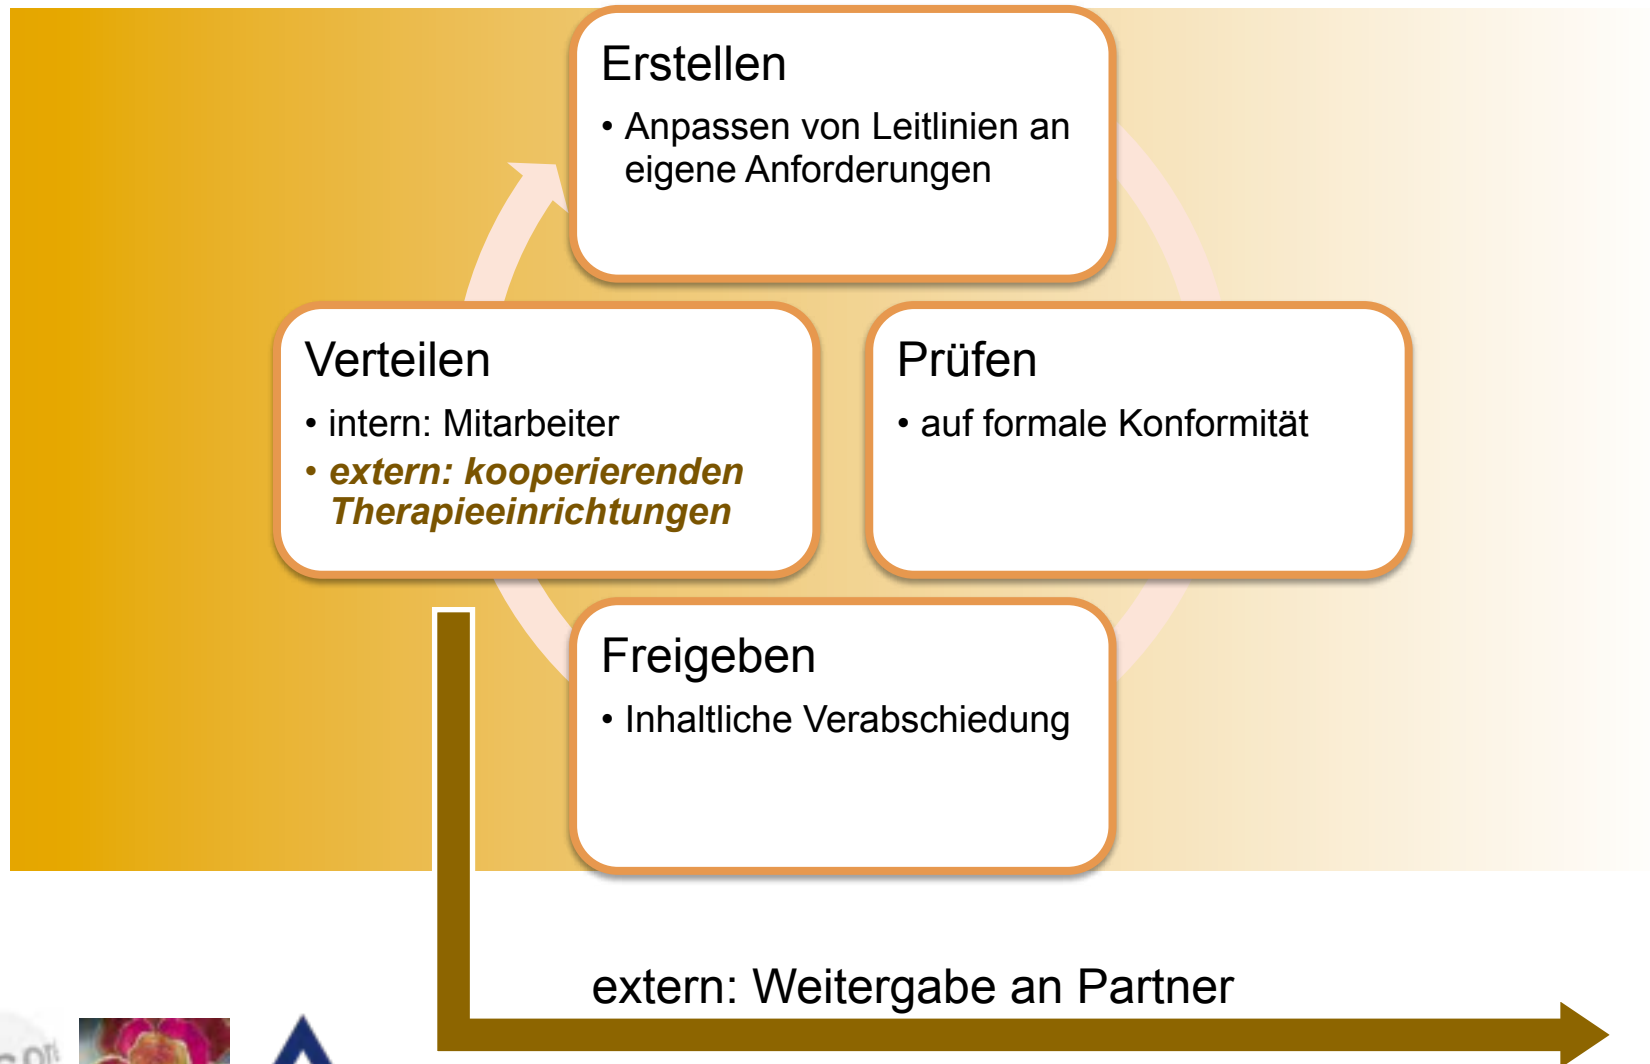 Erstellen
• Anpassen von Leitlinien an
eigene Anforderungen
Verteilen
• intern: Mitarbeiter
• extern: kooperierenden
Therapieeinrichtungen
Prüfen
• auf formale Konformität
Freigeben
• Inhaltliche Verabschiedung
extern: Weitergabe an Partner